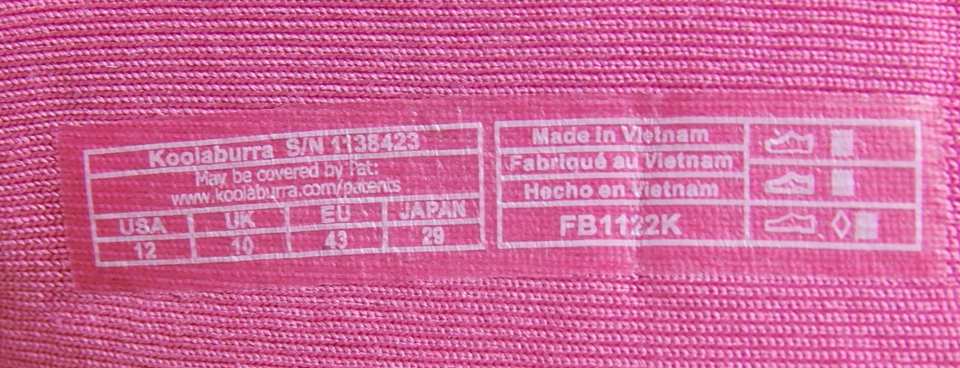 Koolaburra S/N 1138423
May be covered by Pat:
www.koolaburra.com/patents
USA UK EU JAPAN
12 10 43 29
Made in Vietnam
Fabriqué au Vietnam
Hecho en Vietnam
FB1122K